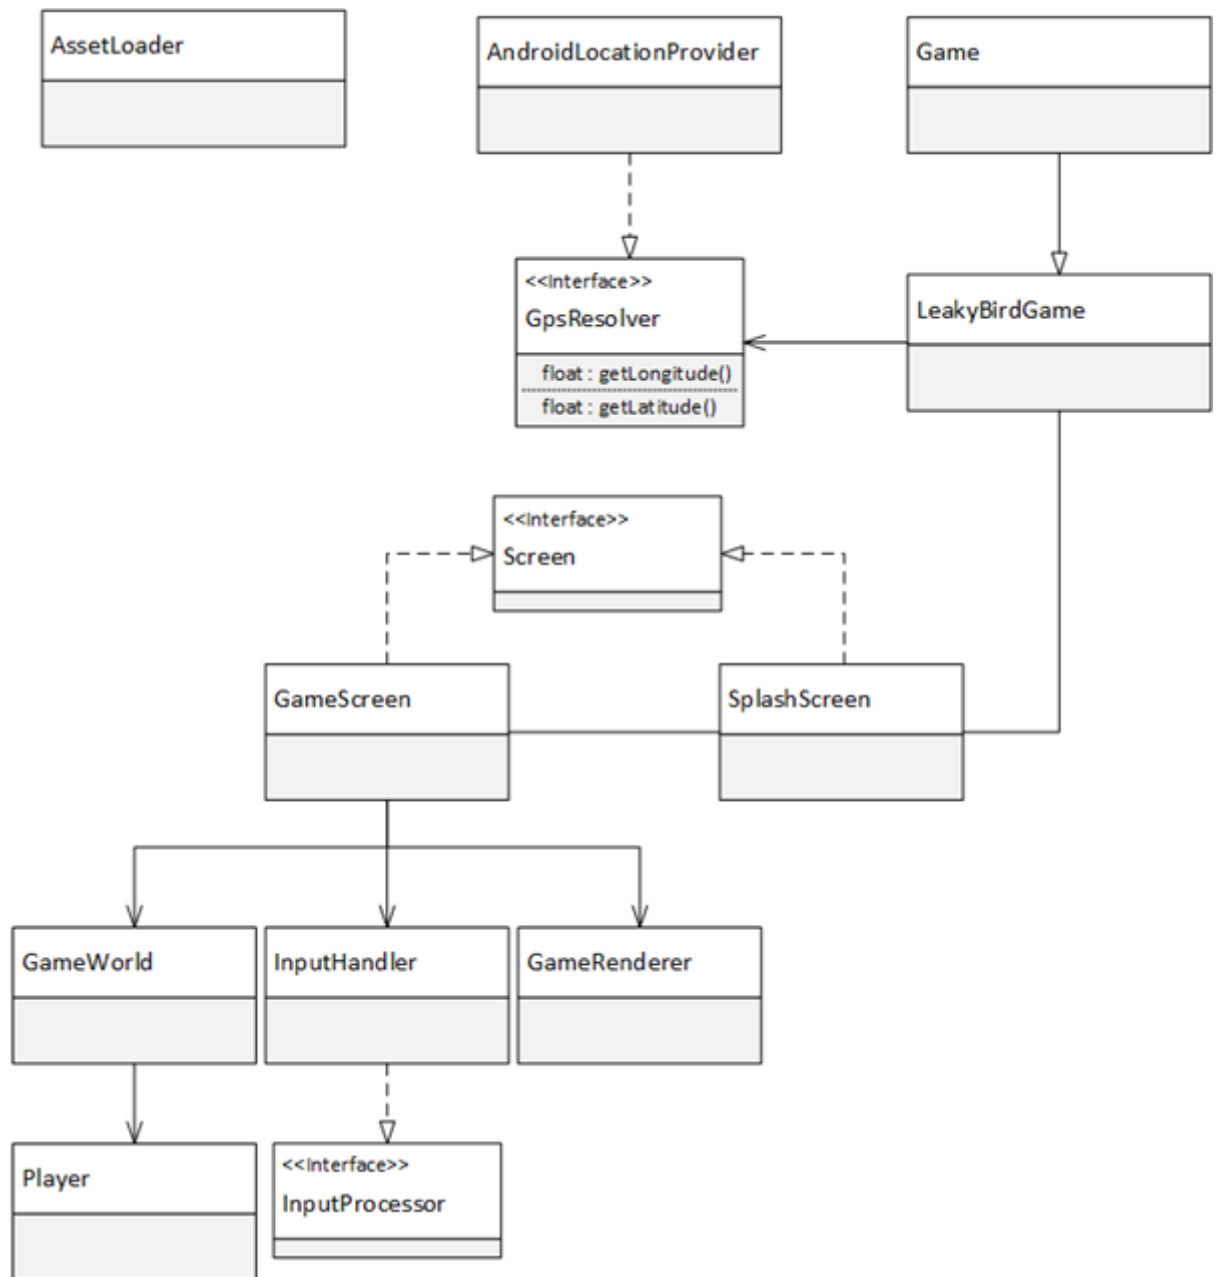 AssetLoader
AndroidLocationProvider
Game
<<Interface>>
GpsResolver
float : getLongitude()
float : getLatitude()
LeakyBirdGame
<<Interface>>
Screen
GameScreen
SplashScreen
GameWorld
InputHandler
GameRenderer
Player
<<Interface>>
InputProcessor